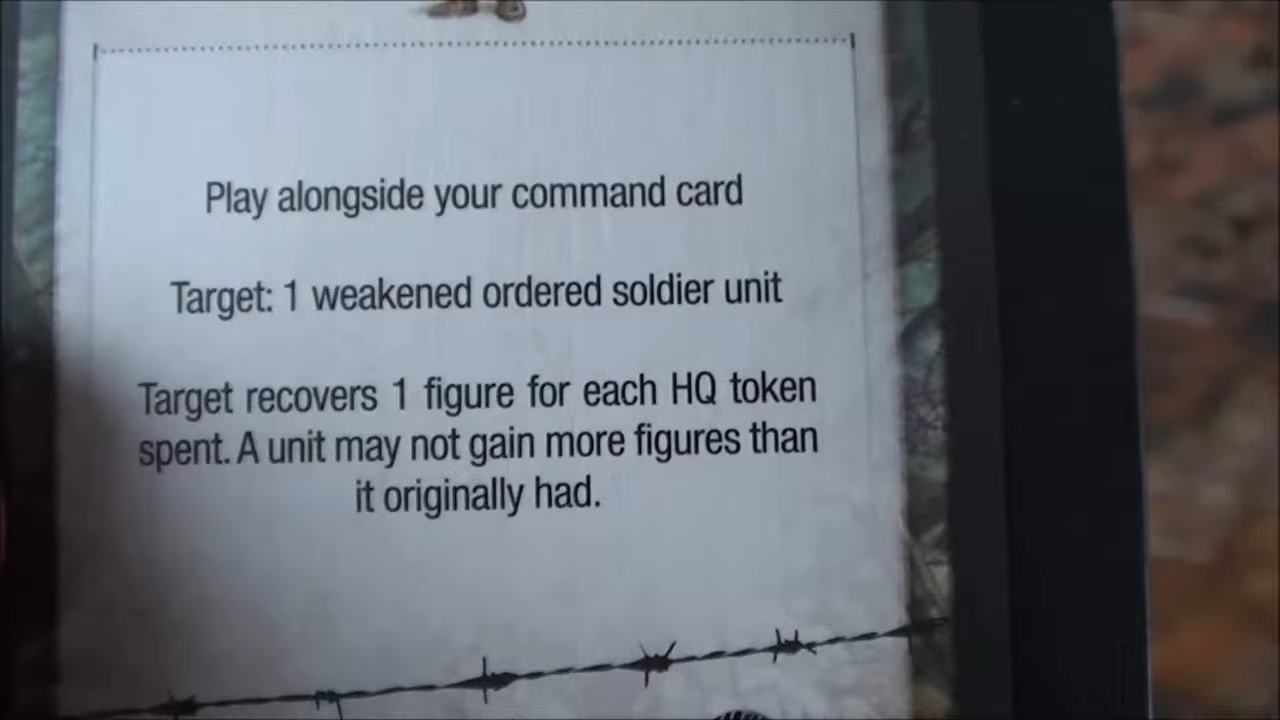 Play alongside your command card
Target: 1 weakened ordered soldier unit
Target recovers 1 figure for each HQ token
spent. A unit may not gain more figures than
it originally had.